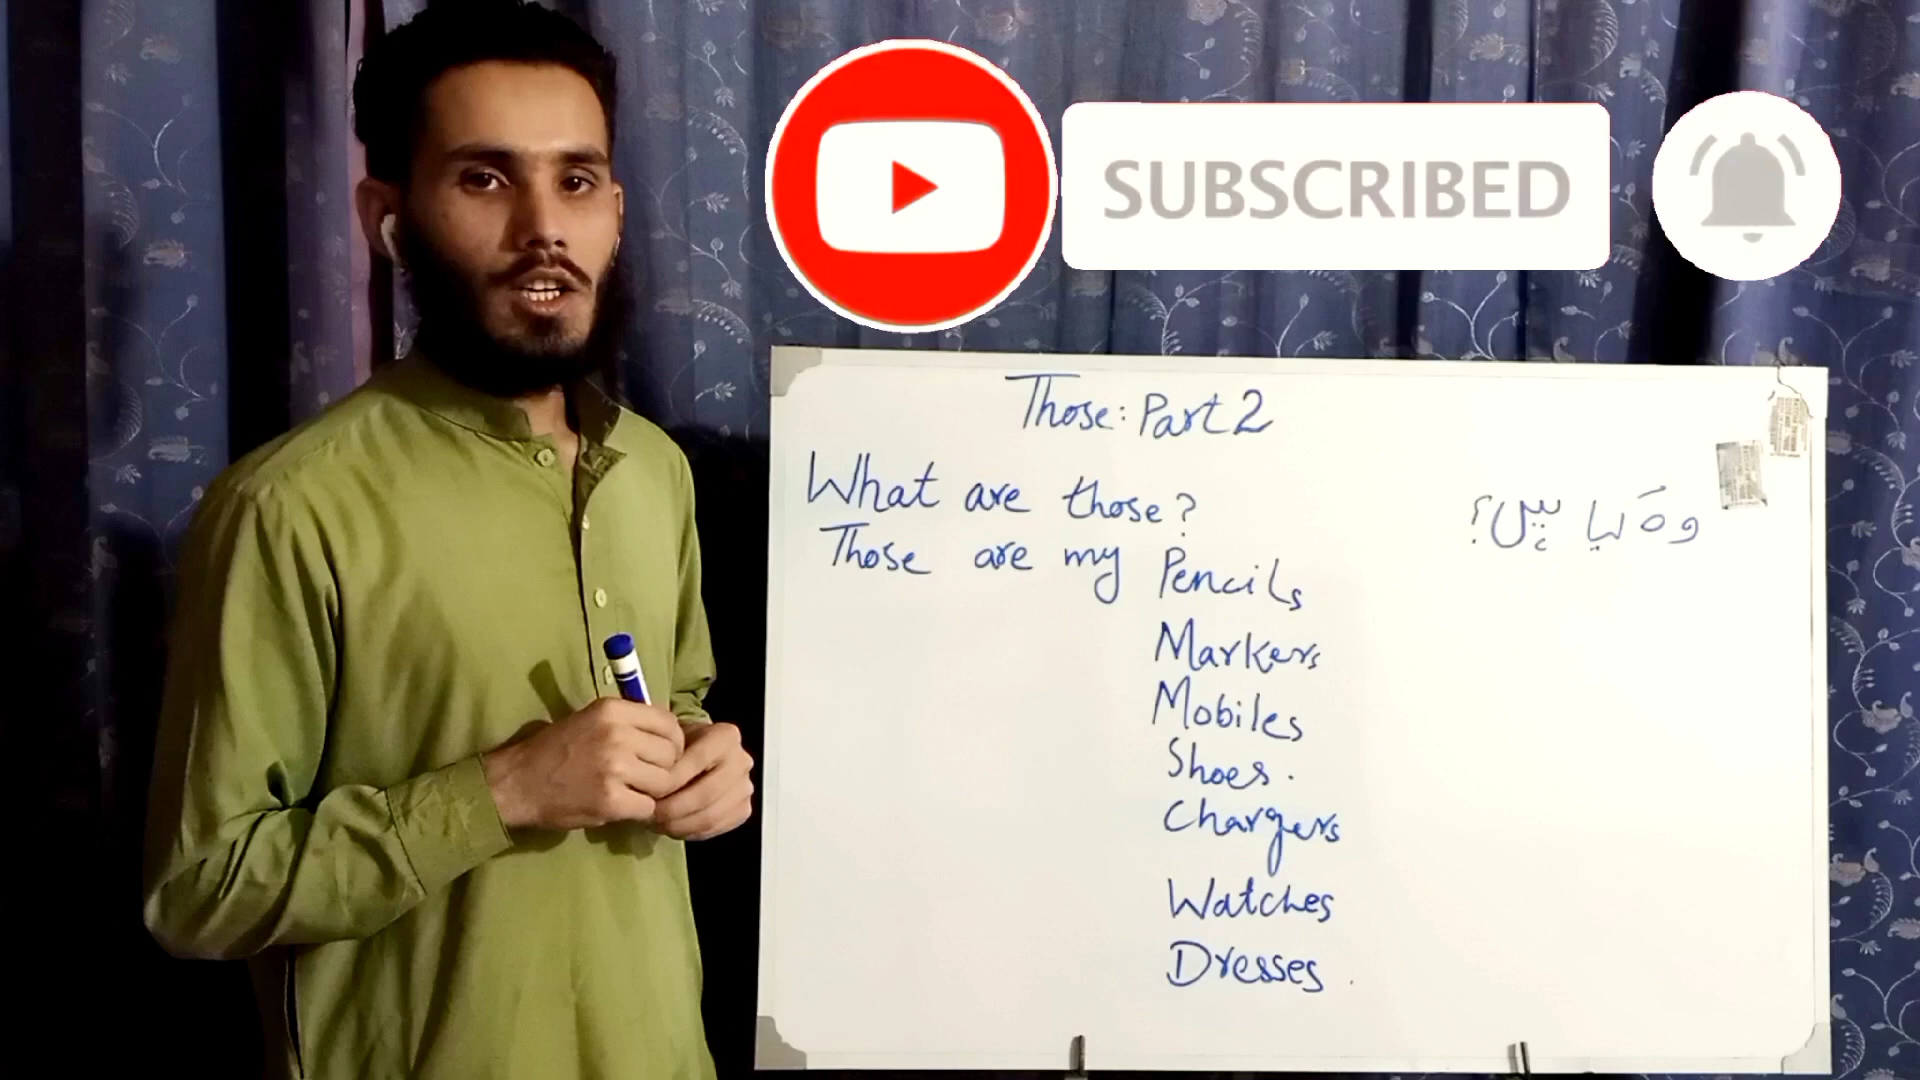 SUBSCRIBED
Those: Part 2
What are those?
وہ کیا ہیں؟
Those are my Pencils
Markers
Mobiles
Shoes.
Chargers
Watches
Dresses.